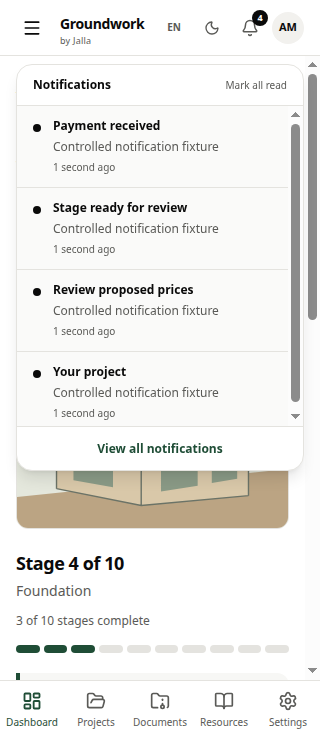 Groundwork
by Jalla
EN
4
AM
Notifications
Mark all read
Payment received
Controlled notification fixture
1 second ago
Stage ready for review
Controlled notification fixture
1 second ago
Review proposed prices
Controlled notification fixture
1 second ago
Your project
Controlled notification fixture
1 second ago
View all notifications
Stage 4 of 10
Foundation
3 of 10 stages complete
Dashboard
Projects
Documents
Resources
Settings